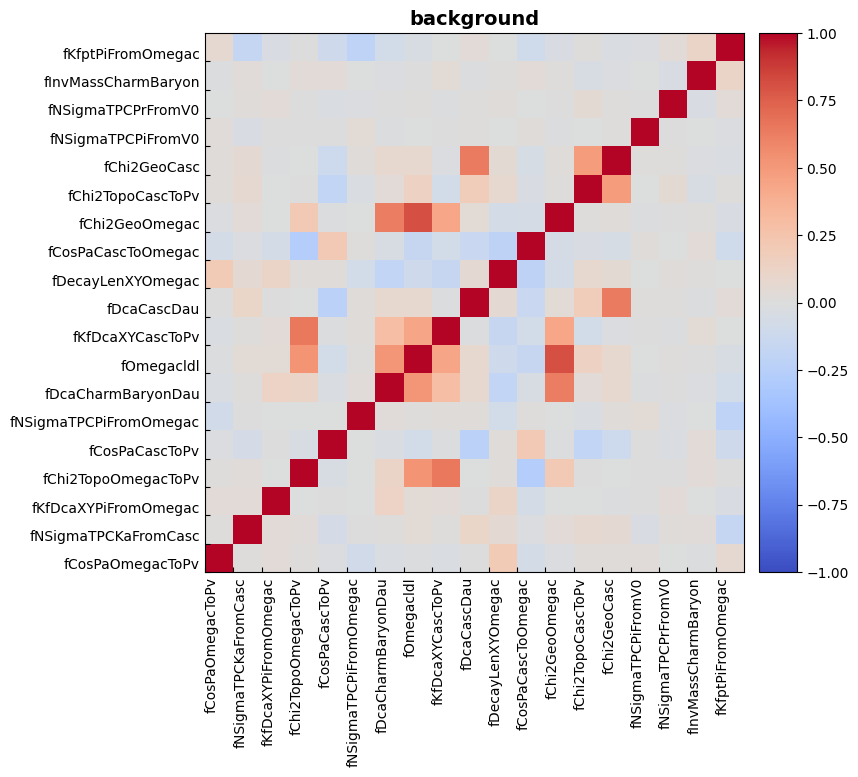 background
fKfptPiFromOmegac
fInvMassCharmBaryon
fNSigmaTPCPrFromV0
fNSigmaTPCPiFromV0
fChi2GeoCasc
fChi2TopoCascToPv
fChi2GeoOmegac
fCosPaCascToOmegac
fDecayLenXYOmegac
fDcaCascDau
fKfDcaXYCascToPv
fOmegacldl
fDcaCharmBaryonDau
fNSigmaTPCPiFromOmegac
fCosPaCascToPv
fChi2TopoOmegacToPv
fKfDcaXYPiFromOmegac
fNSigmaTPCKaFromCasc
fCosPaOmegacToPv
fCosPaOmegacToPv
fNSigmaTPCKaFromCasc
fKfDcaXYPiFromOmegac
fChi2TopoOmegacToPv
fCosPaCascToPv
fNSigmaTPCPiFromOmegac
fDcaCharmBaryonDau
fOmegacldl
fKfDcaXYCascToPv
fDcaCascDau
fDecayLenXYOmegac
fCosPaCascToOmegac
fChi2GeoOmegac
fChi2TopoCascToPv
fChi2GeoCasc
fNSigmaTPCPiFromV0
fNSigmaTPCPrFromV0
fInvMassCharmBaryon
fKfptPiFromOmegac
1.00
0.75
0.50
0.25
0.00
−0.25
−0.50
−0.75
−1.00